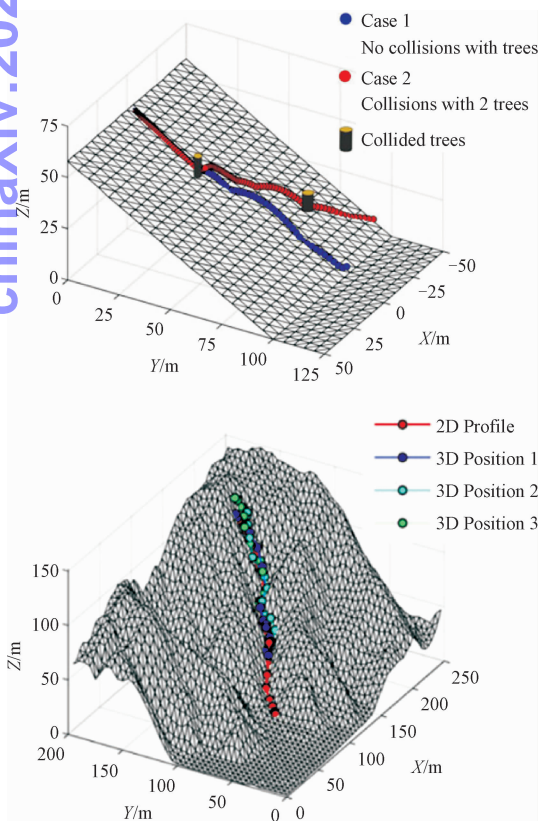 chinaXiv:202
Case 1
No collisions with trees
Case 2
Collisions with 2 trees
Collided trees
75
50
25
0
Z/m
0
25
50
75
100
125
Y/m
50
25
0
−25
−50
X/m
2D Profile
3D Position 1
3D Position 2
3D Position 3
150
100
50
0
Z/m
200
150
100
50
0
Y/m
0
50
100
150
200
250
X/m